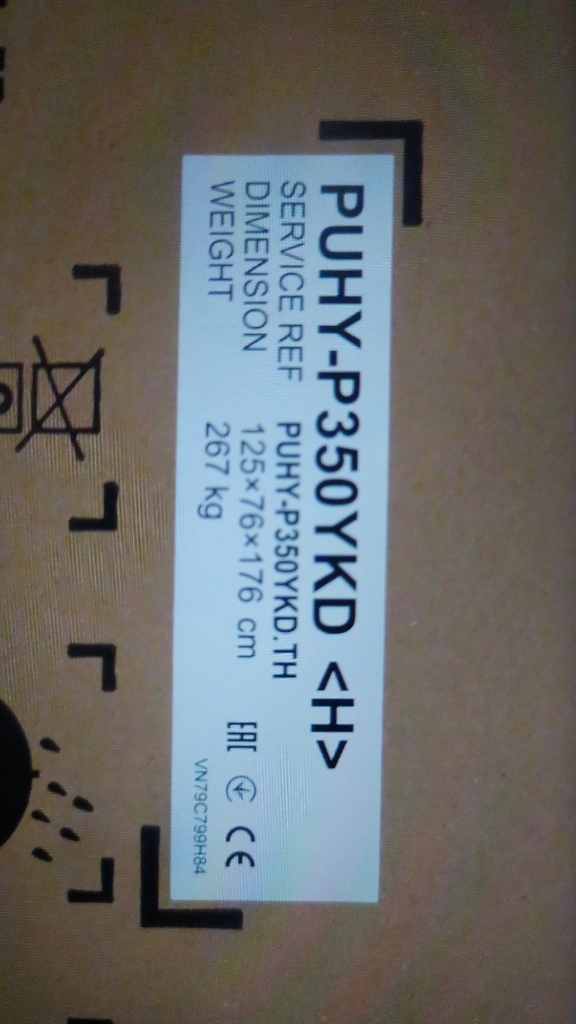 PUHY-P350YKD <H>
SERVICE REF PUHY-P350YKD.TH
DIMENSION 125×76×176 cm
WEIGHT 267 kg
EAC CE
VN79C799H84